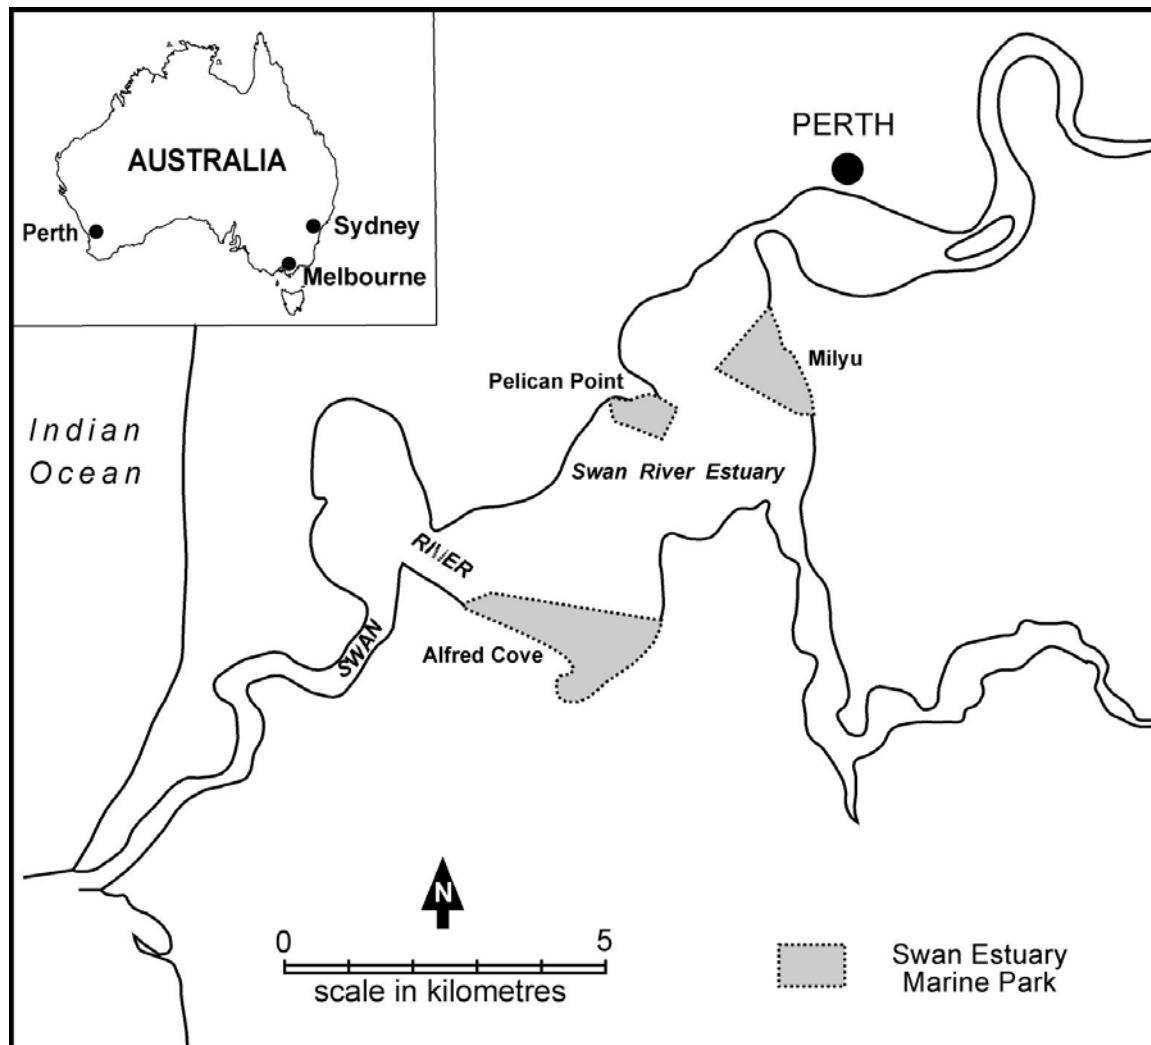 AUSTRALIA
Perth
Sydney
Melbourne
PERTH
Milyu
Pelican Point
Indian
Ocean
Swan River Estuary
RIVER
SWAN
Alfred Cove
N
0 5
scale in kilometres
Swan Estuary
Marine Park